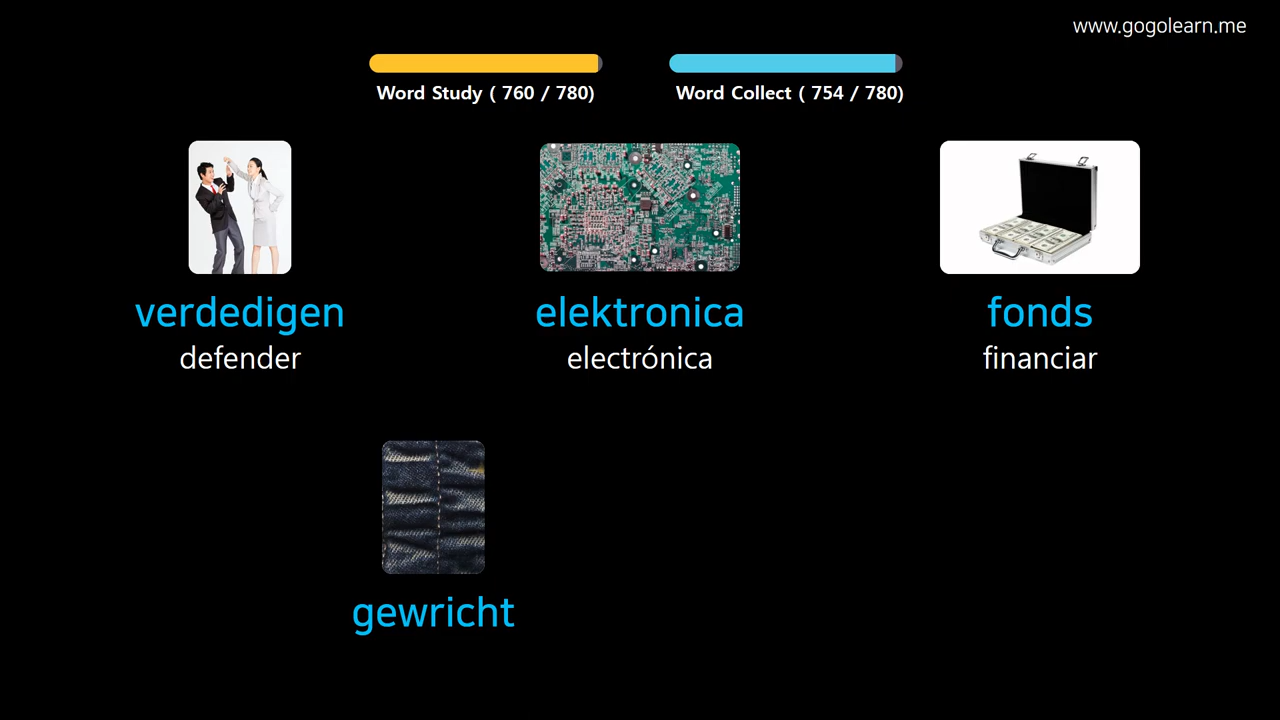 www.gogolearn.me
Word Study ( 760 / 780)
Word Collect ( 754 / 780)
verdedigen
defender
elektronica
electrónica
fonds
financiar
gewricht